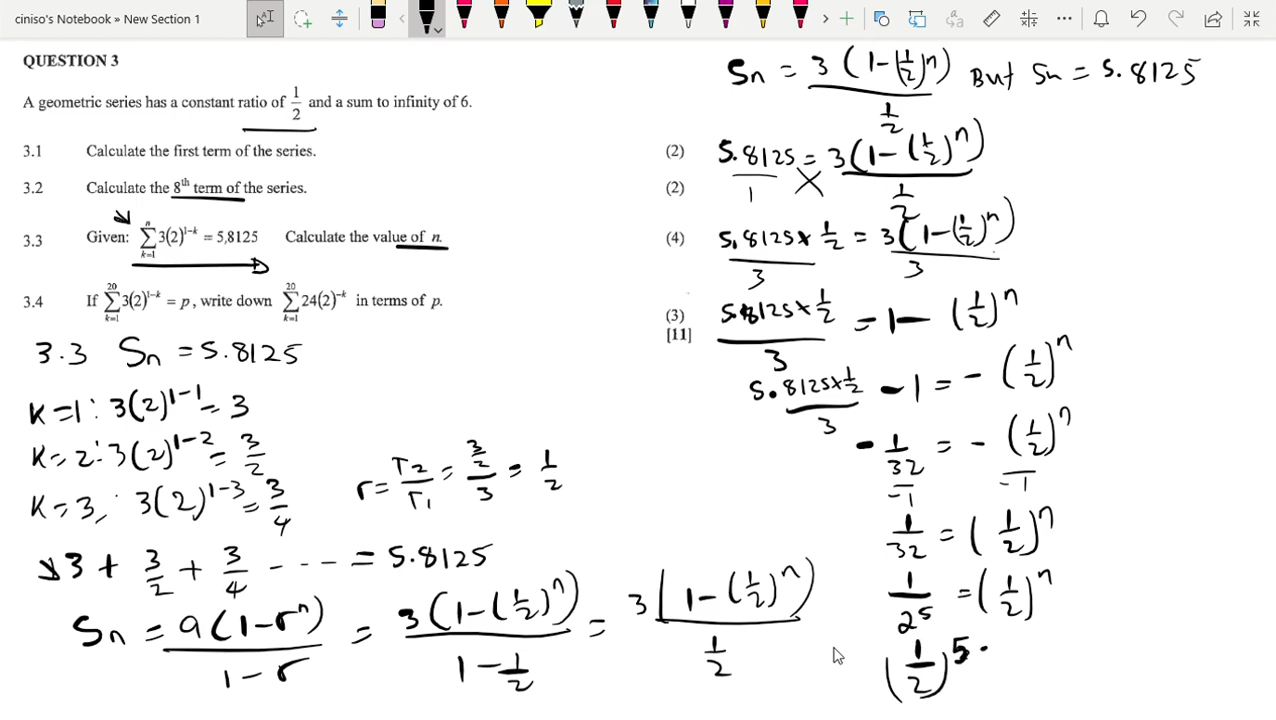 ciniso's Notebook » New Section 1
QUESTION 3
A geometric series has a constant ratio of 1/2 and a sum to infinity of 6.
3.1 Calculate the first term of the series. (2)
3.2 Calculate the 8th term of the series. (2)
3.3 Given: ∑_{k=1}^{n} 3(2)^{1-k} = 5,8125 Calculate the value of n. (4)
3.4 If ∑_{k=1}^{20} 3(2)^{1-k} = p, write down ∑_{k=1}^{20} 24(2)^{-k} in terms of p. (3)
[11]
3.3 Sn = 5.8125
K=1: 3(2)^{1-1} = 3
K=2: 3(2)^{1-2} = 3/2
K=3, 3(2)^{1-3} = 3/4
r = T2/T1 = (3/2)/3 = 1/2
3 + 3/2 + 3/4 ---- = 5.8125
Sn = a(1-r^n)/(1-r) = 3(1-(1/2)^n)/(1-1/2) = 3[1-(1/2)^n)/(1/2)
Sn = 3(1-(1/2)^n)/(1/2) But Sn = 5.8125
5.8125/1 = 3(1-(1/2)^n)/(1/2)
5.8125×1/2/3 = 3(1-(1/2)^n)/3
5.8125×1/2/3 = 1-(1/2)^n
5.8125×1/2/3 - 1 = -(1/2)^n
-1/32/-1 = -(1/2)^n/-1
1/32 = (1/2)^n
1/2^5 = (1/2)^n
(1/2)^5.